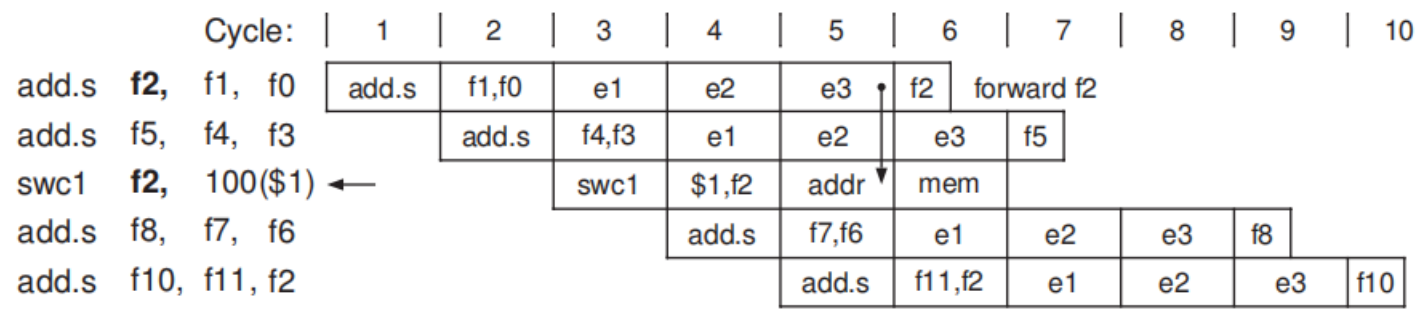 Cycle: 1 2 3 4 5 6 7 8 9 10
add.s f2, f1, f0 add.s f1,f0 e1 e2 e3 f2 forward f2
add.s f5, f4, f3 add.s f4,f3 e1 e2 e3 f5
swc1 f2, 100($1) swc1 $1,f2 addr mem
add.s f8, f7, f6 add.s f7,f6 e1 e2 e3 f8
add.s f10, f11, f2 add.s f11,f2 e1 e2 e3 f10